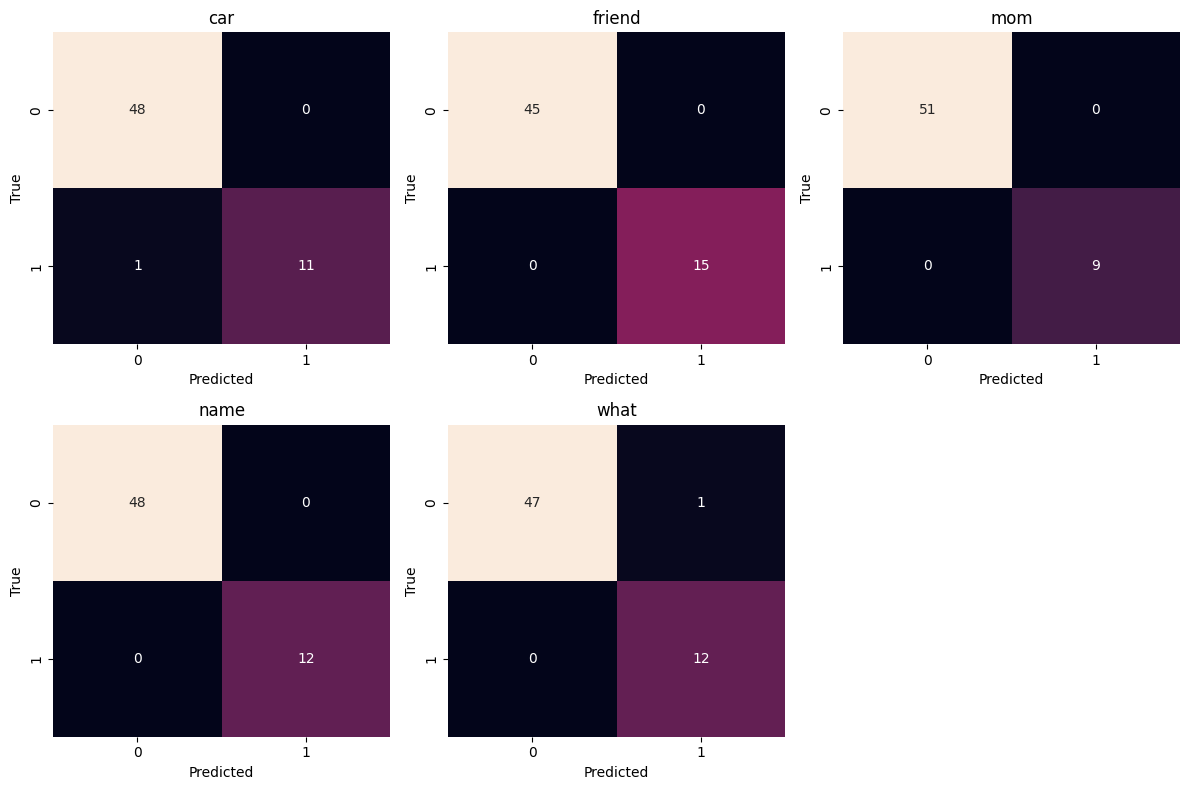 car friend mom
0 48 0 0 45 0 0 51 0
True True True
1 1 11 1 0 15 1 0 9
0 1 0 1 0 1
Predicted Predicted Predicted
name what
0 48 0 0 47 1
True True
1 0 12 1 0 12
0 1 0 1
Predicted Predicted